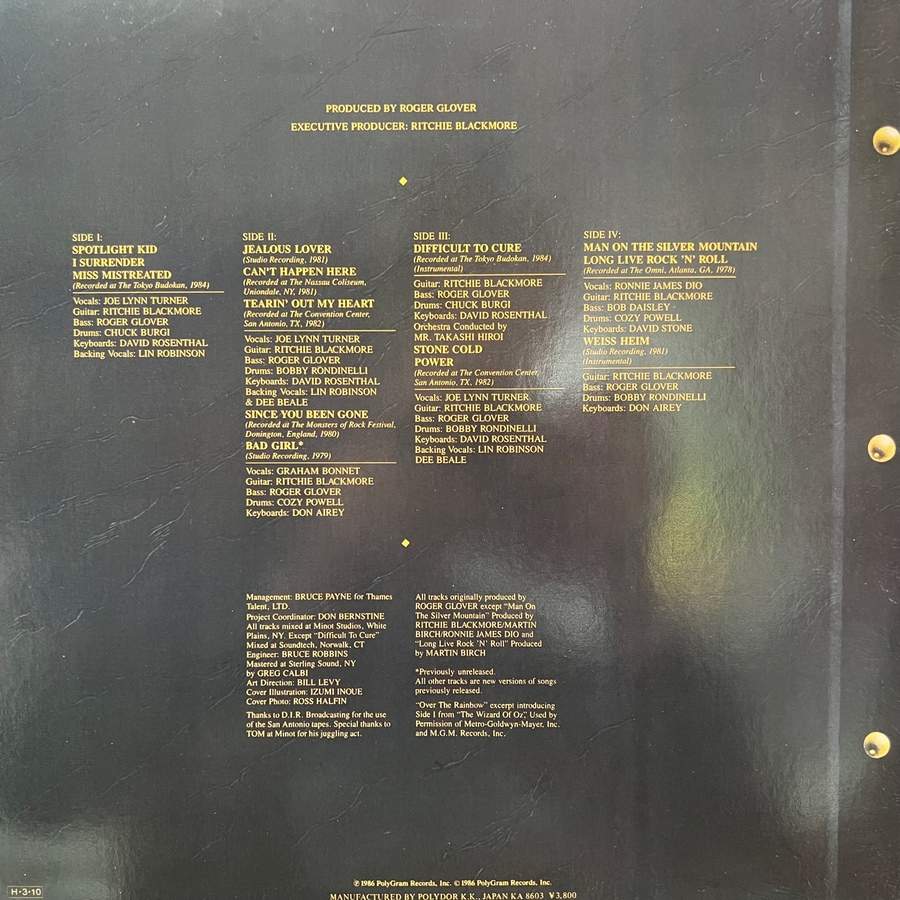 PRODUCED BY ROGER GLOVER
EXECUTIVE PRODUCER: RITCHIE BLACKMORE
SIDE I:
SPOTLIGHT KID
I SURRENDER
MISS MISTREATED
(Recorded at The Tokyo Budokan, 1984)
Vocals: JOE LYNN TURNER
Guitar: RITCHIE BLACKMORE
Bass: ROGER GLOVER
Drums: CHUCK BURGI
Keyboards: DAVID ROSENTHAL
Backing Vocals: LIN ROBINSON
SIDE II:
JEALOUS LOVER
(Studio Recording, 1981)
CAN'T HAPPEN HERE
(Recorded at The Nassau Coliseum,
Uniondale, NY, 1981)
TEARIN' OUT MY HEART
(Recorded at The Convention Center,
San Antonio, TX, 1982)
Vocals: JOE LYNN TURNER
Guitar: RITCHIE BLACKMORE
Bass: ROGER GLOVER
Drums: BOBBY RONDINELLI
Keyboards: DAVID ROSENTHAL
Backing Vocals: LIN ROBINSON
& DEE BEALE
SINCE YOU BEEN GONE
(Recorded at The Monsters of Rock Festival,
Donington, England, 1980)
BAD GIRL*
(Studio Recording, 1979)
Vocals: GRAHAM BONNET
Guitar: RITCHIE BLACKMORE
Bass: ROGER GLOVER
Drums: COZY POWELL
Keyboards: DON AIREY
SIDE III:
DIFFICULT TO CURE
(Recorded at The Tokyo Budokan, 1984)
(Instrumental)
Guitar: RITCHIE BLACKMORE
Bass: ROGER GLOVER
Drums: CHUCK BURGI
Keyboards: DAVID ROSENTHAL
Orchestra Conducted by
MR. TAKASHI HIROI
STONE COLD
POWER
(Recorded at The Convention Center,
San Antonio, TX, 1982)
Vocals: JOE LYNN TURNER
Guitar: RITCHIE BLACKMORE
Bass: ROGER GLOVER
Drums: BOBBY RONDINELLI
Keyboards: DAVID ROSENTHAL
Backing Vocals: LIN ROBINSON
DEE BEALE
SIDE IV:
MAN ON THE SILVER MOUNTAIN
LONG LIVE ROCK 'N' ROLL
(Recorded at The Omni, Atlanta, GA, 1978)
Vocals: RONNIE JAMES DIO
Guitar: RITCHIE BLACKMORE
Bass: BOB DAISLEY
Drums: COZY POWELL
Keyboards: DAVID STONE
WEISS HEIM
(Studio Recording, 1981)
(Instrumental)
Guitar: RITCHIE BLACKMORE
Bass: ROGER GLOVER
Drums: BOBBY RONDINELLI
Keyboards: DON AIREY
Management: BRUCE PAYNE for Thames
Talent, LTD.
Project Coordinator: DON BERNSTINE
All tracks mixed at Minot Studios, White
Plains, NY. Except "Difficult To Cure"
Mixed at Soundtech, Norwalk, CT
Engineer: BRUCE ROBBINS
Mastered at Sterling Sound, NY
by GREG CALBI
Art Direction: BILL LEVY
Cover Illustration: IZUMI INOUE
Cover Photo: ROSS HALFIN
Thanks to D.I.R. Broadcasting for the use
of the San Antonio tapes. Special thanks to
TOM at Minot for his juggling act.
All tracks originally produced by
ROGER GLOVER except "Man On
The Silver Mountain" Produced by
RITCHIE BLACKMORE/MARTIN
BIRCH/RONNIE JAMES DIO and
"Long Live Rock 'N' Roll" Produced
by MARTIN BIRCH
*Previously unreleased.
All other tracks are new versions of songs
previously released.
"Over The Rainbow" excerpt introducing
Side I from "The Wizard Of Oz," Used by
Permission of Metro-Goldwyn-Mayer, Inc.
and M.G.M. Records, Inc.
℗ 1986 PolyGram Records, Inc. © 1986 PolyGram Records, Inc.
MANUFACTURED BY POLYDOR K.K., JAPAN KA 8603 ¥3,800
H-3-10